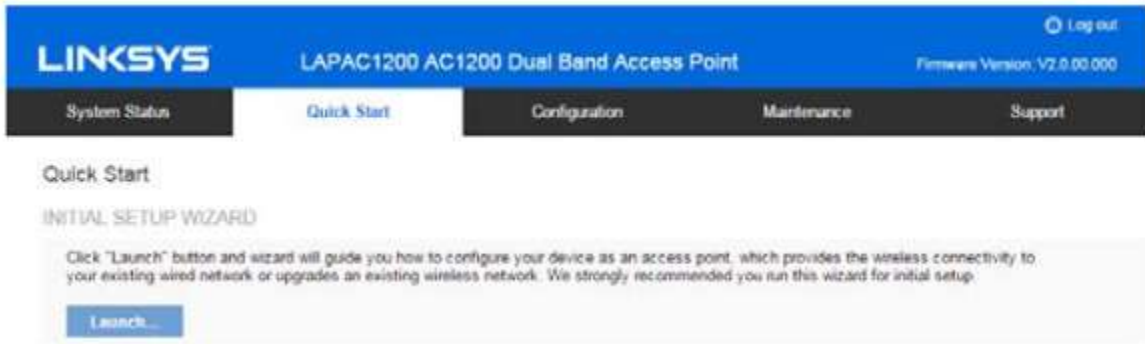 Log out
LINKSYS
LAPAC1200 AC1200 Dual Band Access Point
Firmware Version: V2.0.00.000
System Status
Quick Start
Configuration
Maintenance
Support
Quick Start
INITIAL SETUP WIZARD
Click "Launch" button and wizard will guide you how to configure your device as an access point, which provides the wireless connectivity to
your existing wired network or upgrades an existing wireless network. We strongly recommended you run this wizard for initial setup.
Launch...